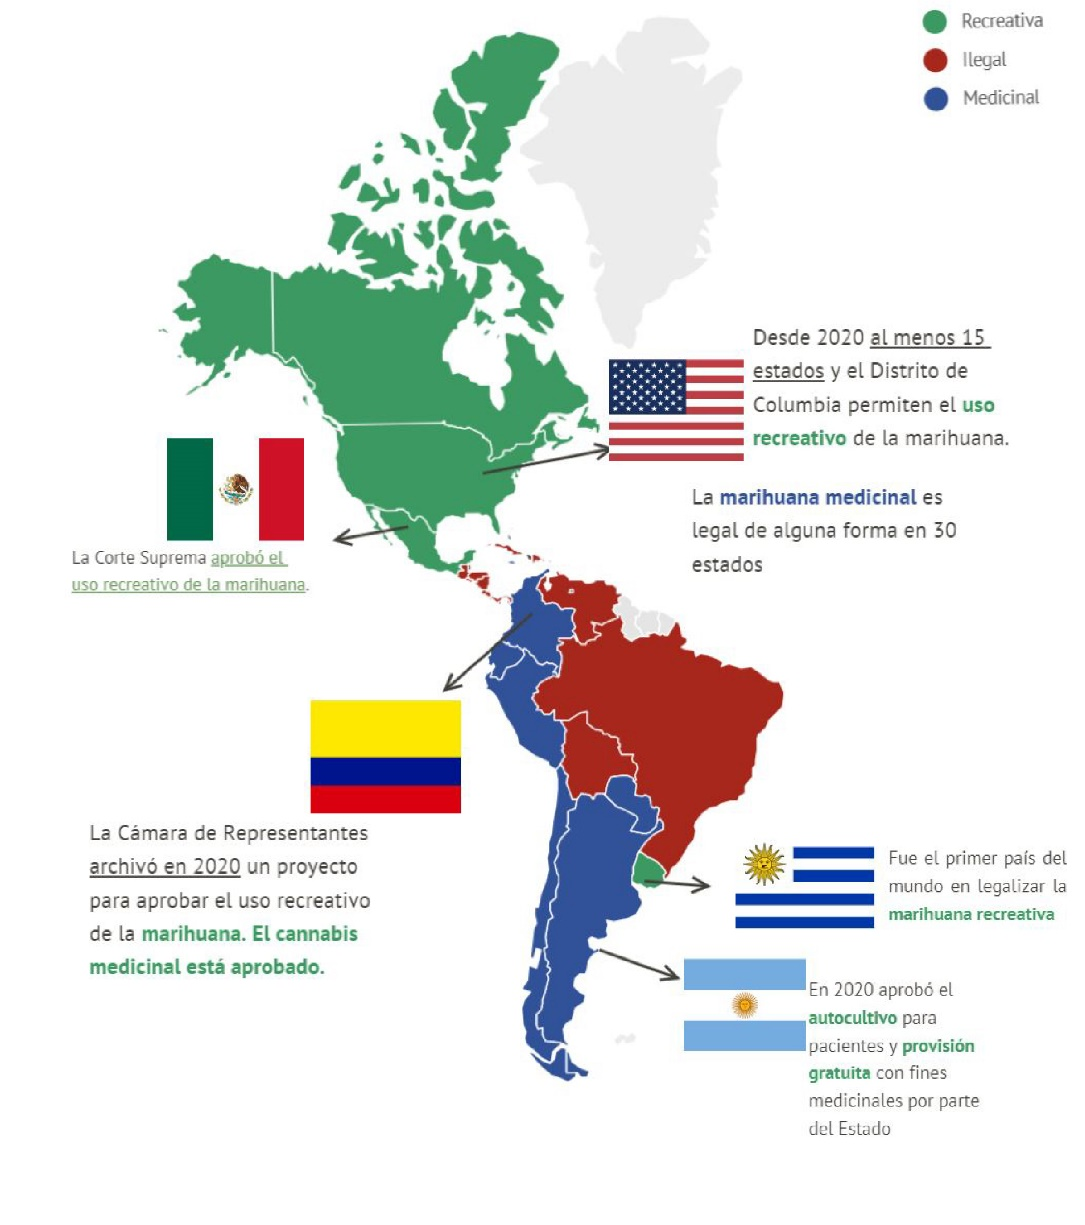 Recreativa
Ilegal
Medicinal
Desde 2020 al menos 15
estados y el Distrito de
Columbia permiten el uso
recreativo de la marihuana.
La marihuana medicinal es
legal de alguna forma en 30
estados
La Corte Suprema aprobó el
uso recreativo de la marihuana.
La Cámara de Representantes
archivó en 2020 un proyecto
para aprobar el uso recreativo
de la marihuana. El cannabis
medicinal está aprobado.
Fue el primer país del
mundo en legalizar la
marihuana recreativa
En 2020 aprobó el
autocultivo para
pacientes y provisión
gratuita con fines
medicinales por parte
del Estado